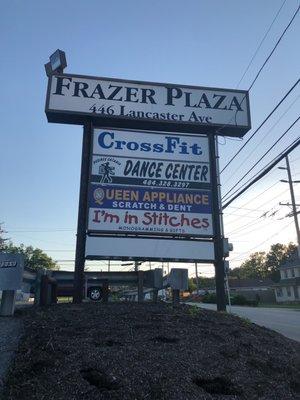 FRAZER PLAZA
446 Lancaster Ave
CrossFit
DANCE CENTER
484.328.3297
QUEEN APPLIANCE
SCRATCH & DENT
I'm in Stitches
MONOGRAMMING & GIFTS